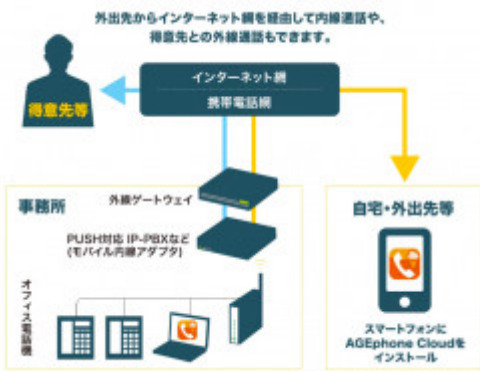 外出先からインターネット網を経由して内線通話や、
得意先との外線通話もできます。
インターネット網
携帯電話網
得意先等
事務所
外線ゲートウェイ
PUSH対応 IP-PBXなど
(モバイル内線アダプタ)
オフィス電話機
自宅・外出先等
スマートフォンに
AGEphone Cloudを
インストール